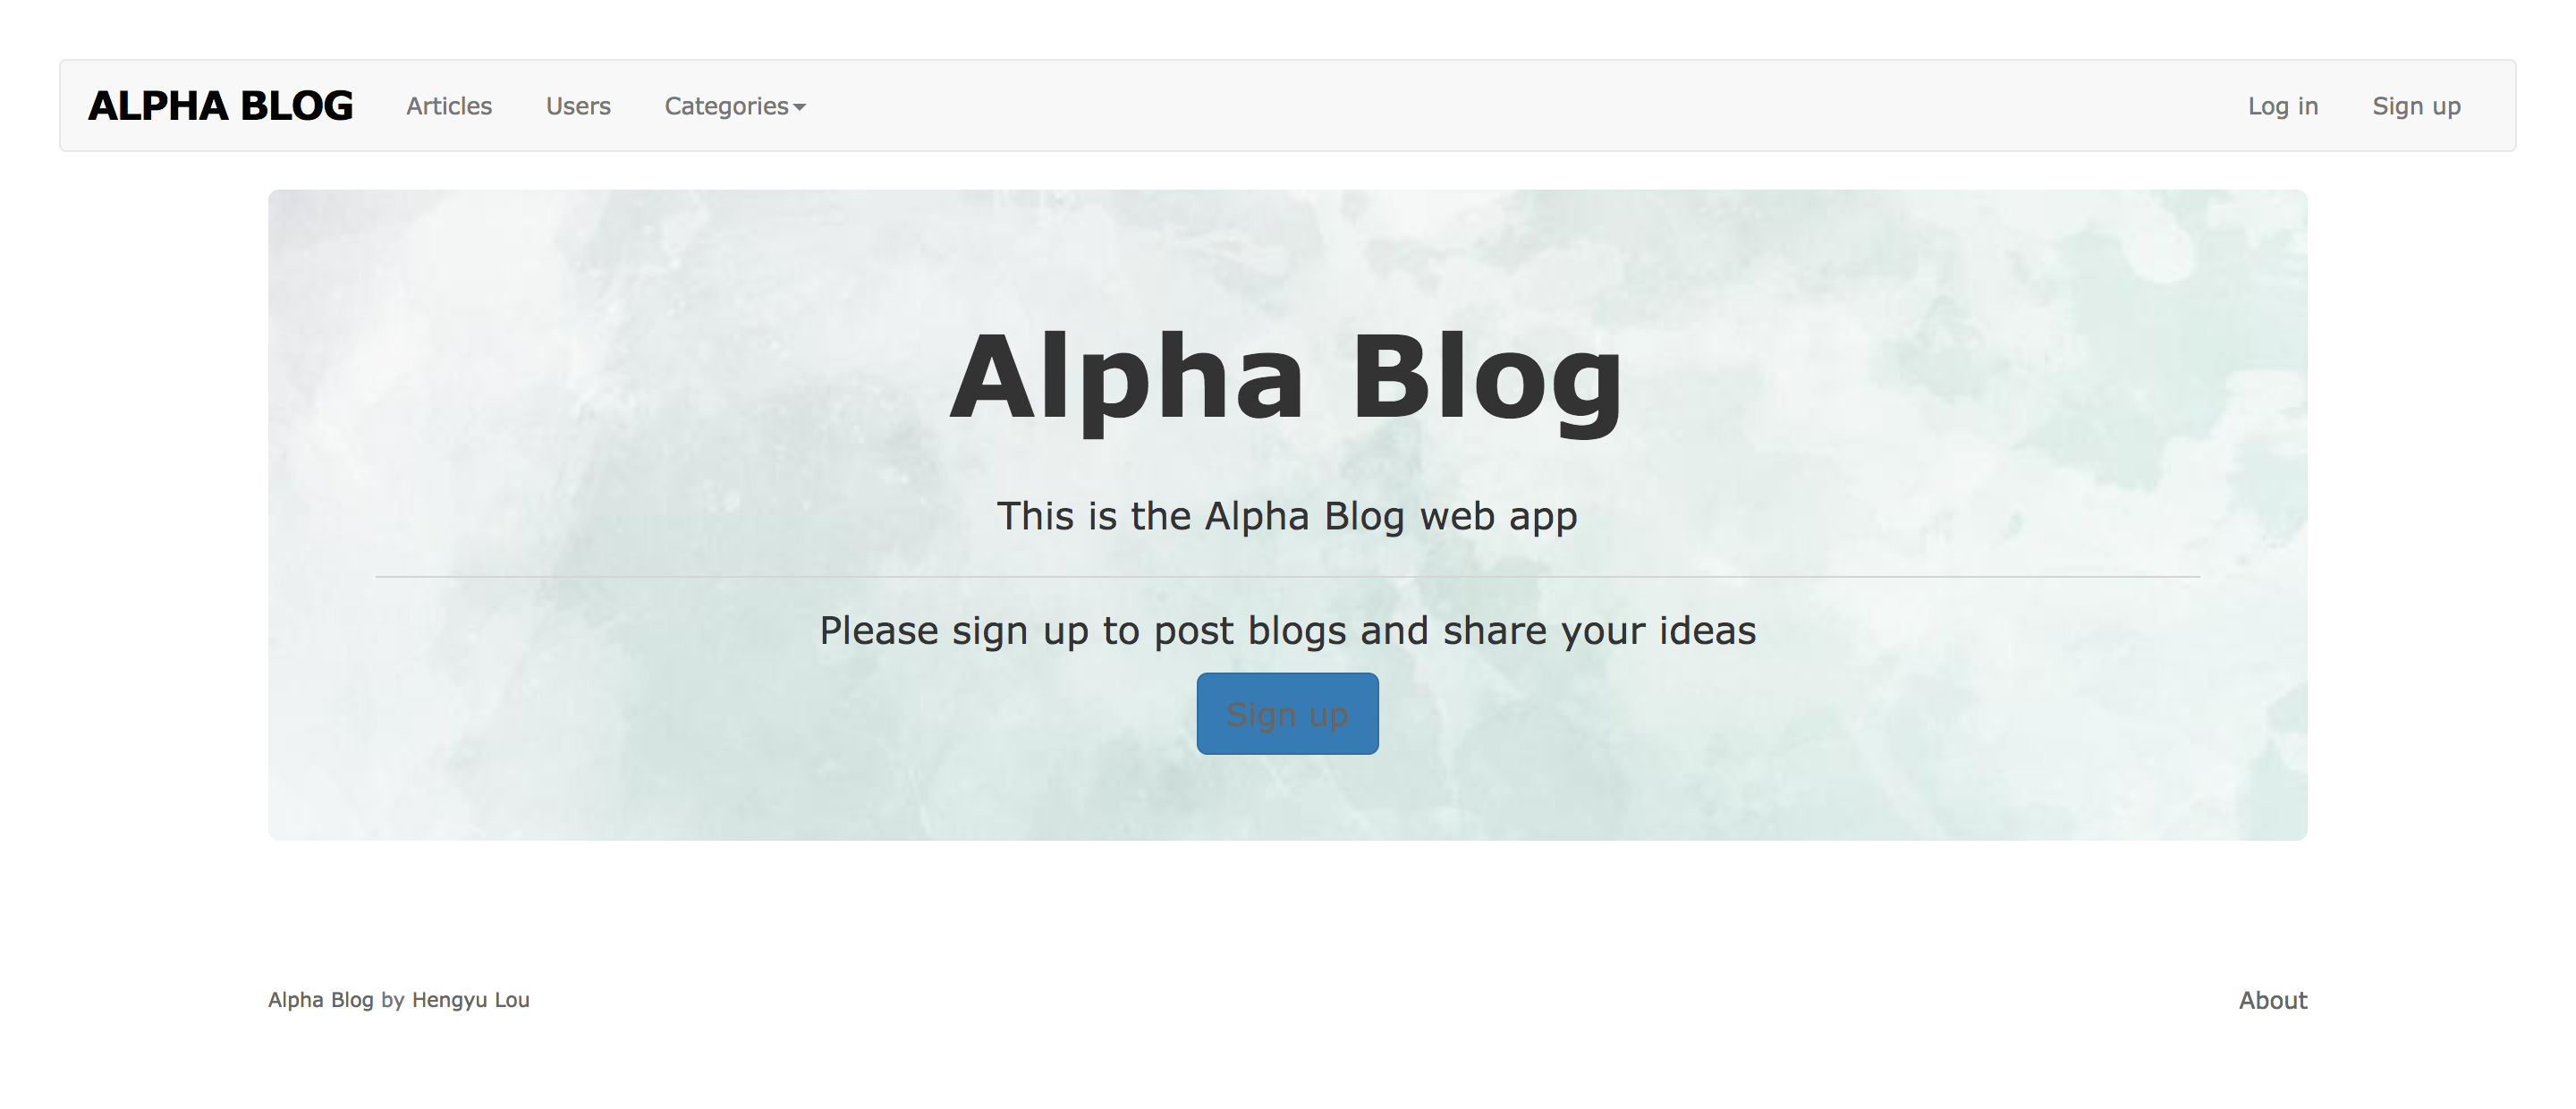 ALPHA BLOG Articles Users Categories Log in Sign up
Alpha Blog
This is the Alpha Blog web app
Please sign up to post blogs and share your ideas
Sign up
Alpha Blog by Hengyu Lou About